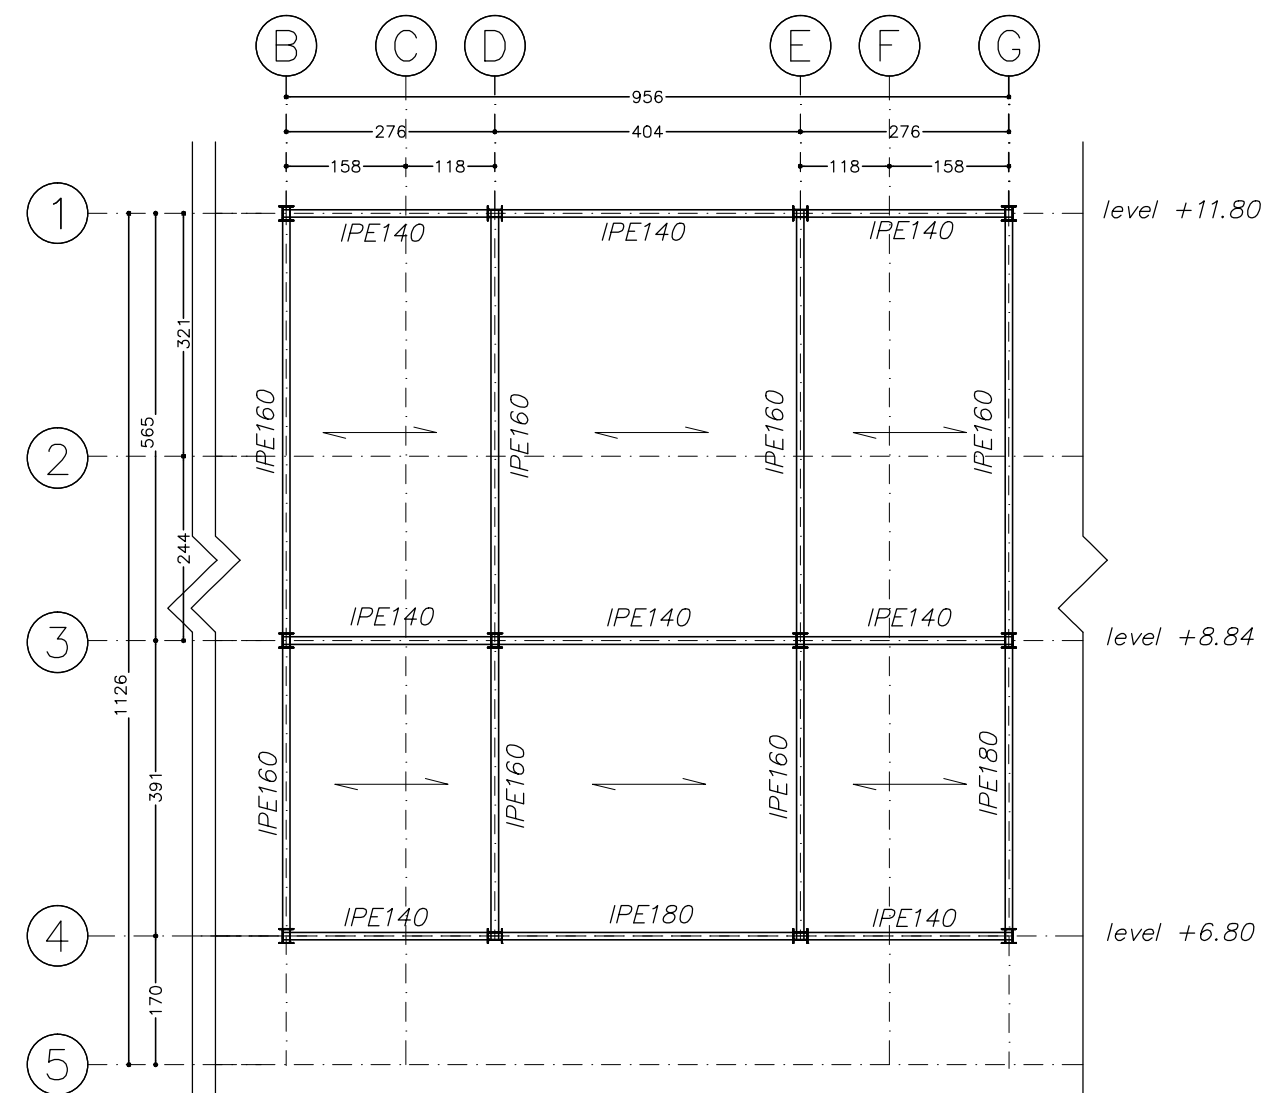 B C D E F G
956
276 404 276
158 118 118 158
1 level +11.80
IPE140 IPE140 IPE140
321
565
IPE160 IPE160 IPE160 IPE160
2
244
IPE140 IPE140 IPE140
3 level +8.84
1126
391
IPE160 IPE160 IPE160 IPE180
IPE140 IPE180 IPE140
4 level +6.80
170
5